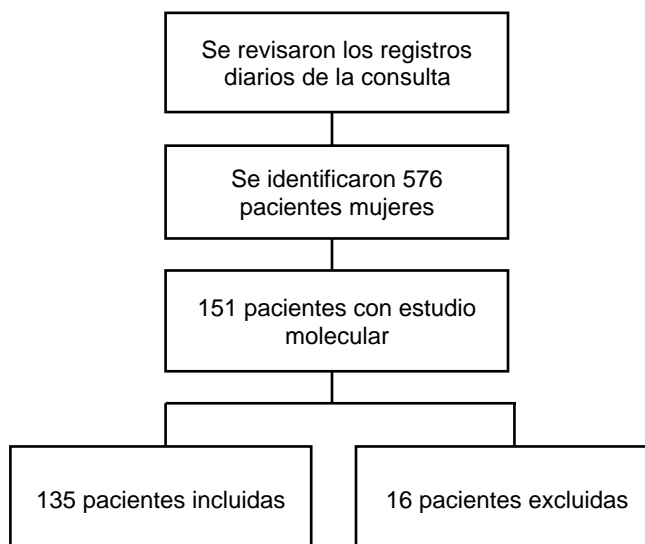 Se revisaron los registros
diarios de la consulta
Se identificaron 576
pacientes mujeres
151 pacientes con estudio
molecular
135 pacientes incluidas
16 pacientes excluidas